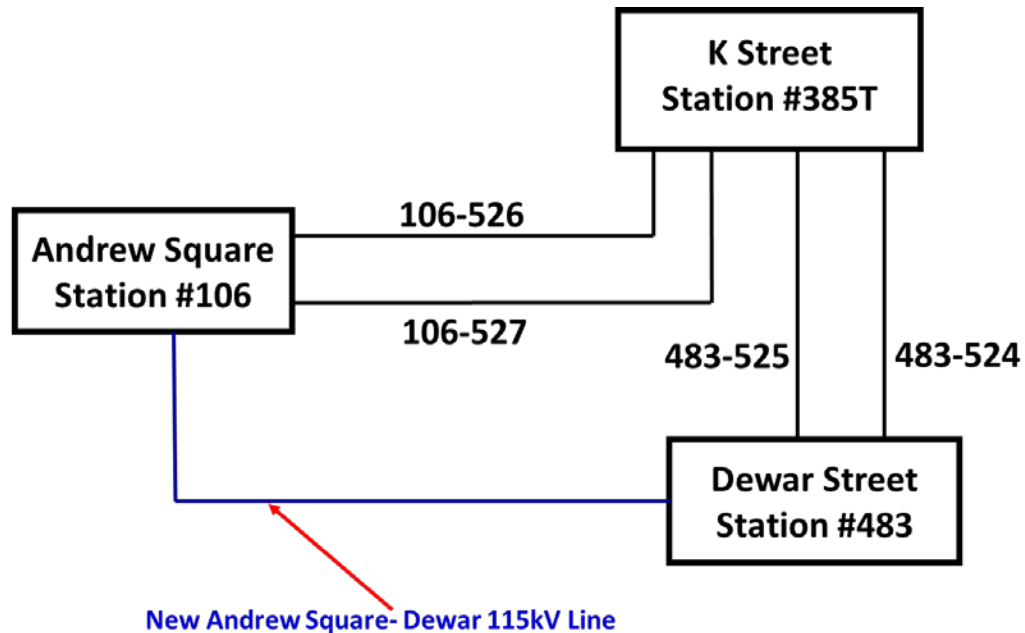 K Street
Station #385T
106-526
Andrew Square
Station #106
106-527
483-525
483-524
Dewar Street
Station #483
New Andrew Square- Dewar 115kV Line